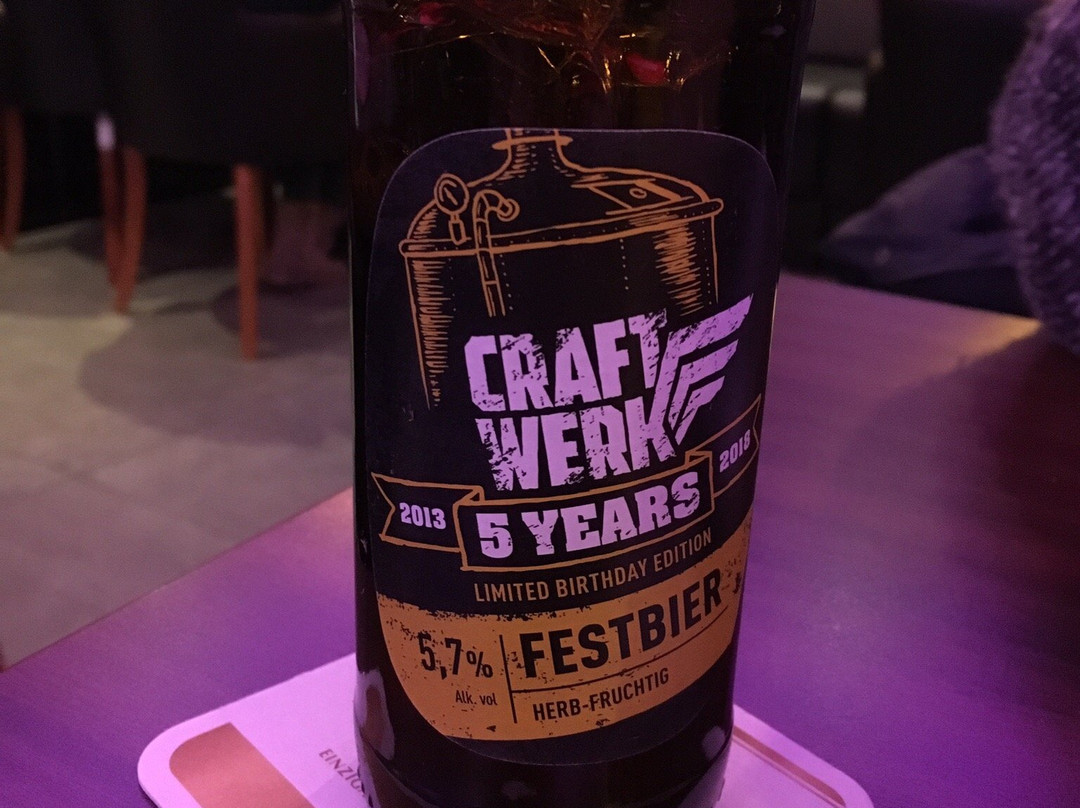 CRAFT
WERK
2013
5 YEARS
2018
LIMITED BIRTHDAY EDITION
5,7%
Alk. vol
FESTBIER
HERB-FRUCHTIG